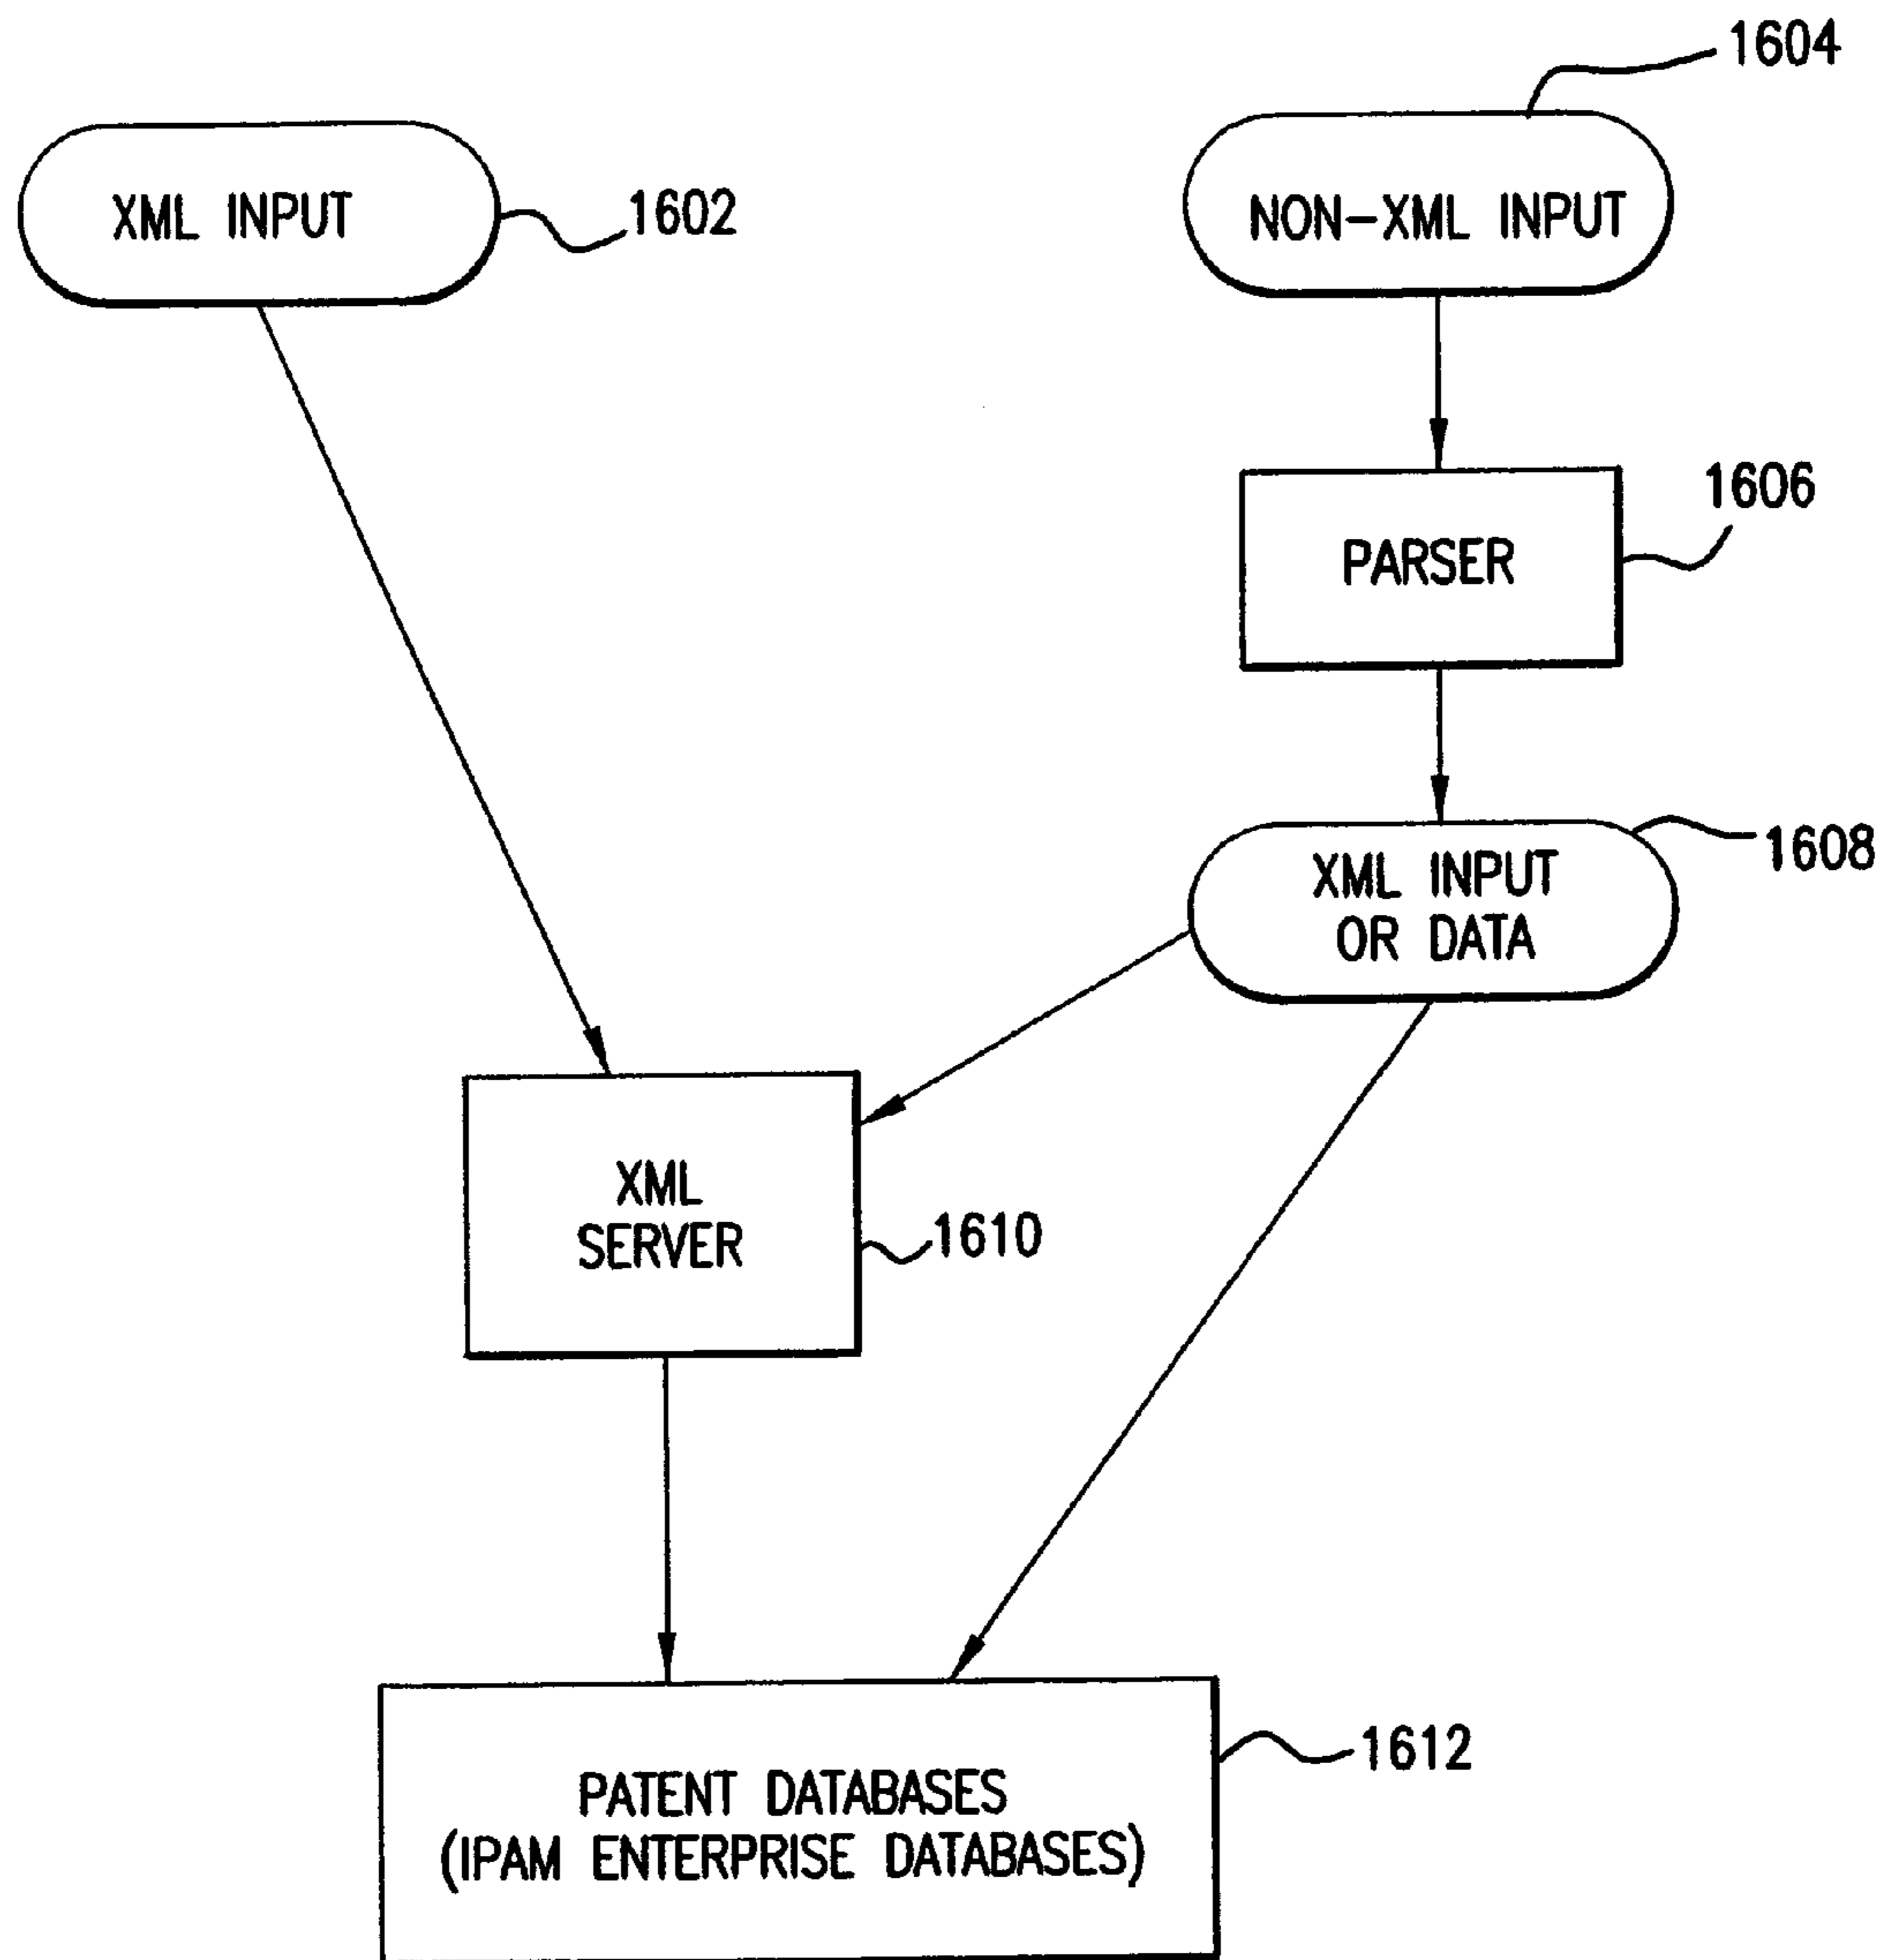 1604
XML INPUT
1602
NON-XML INPUT
1606
PARSER
1608
XML INPUT
OR DATA
XML
SERVER
1610
1612
PATENT DATABASES
(IPAM ENTERPRISE DATABASES)